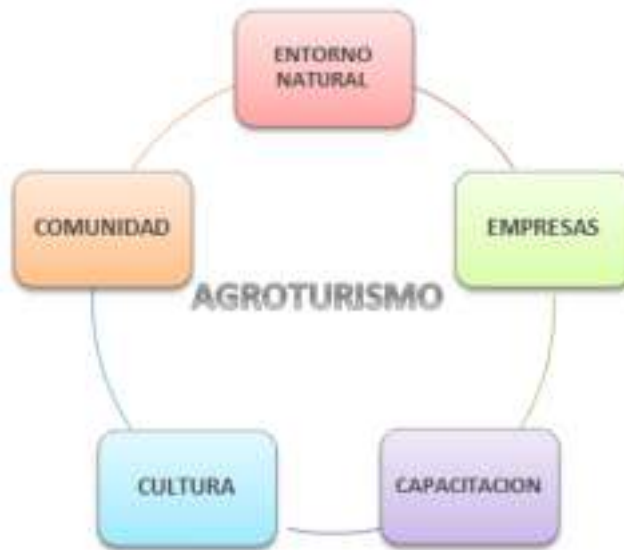 ENTORNO
NATURAL
COMUNIDAD
EMPRESAS
AGROTURISMO
CULTURA
CAPACITACION